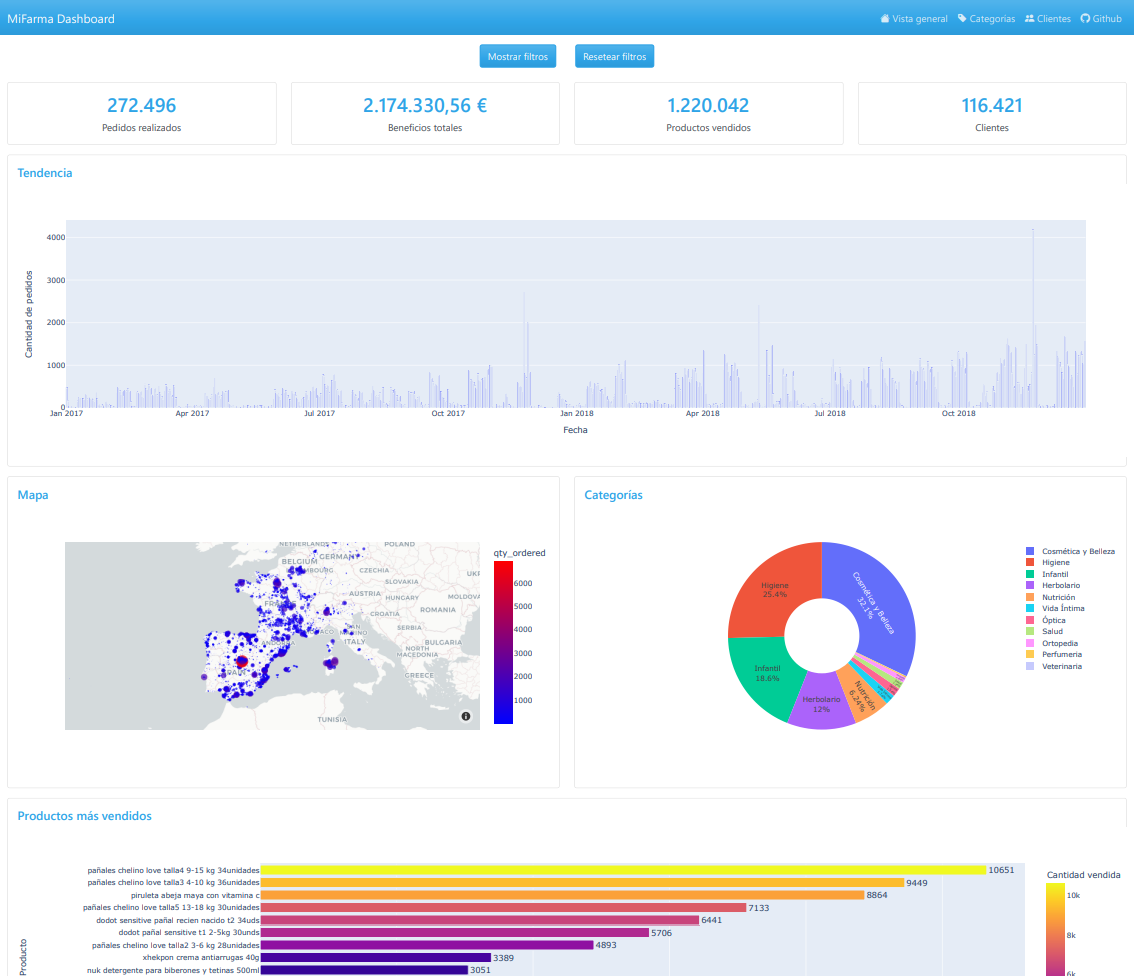 MiFarma Dashboard
Vista general Categorías Clientes Github
Mostrar filtros Resetear filtros
272.496
Pedidos realizados
2.174.330,56 €
Beneficios totales
1.220.042
Productos vendidos
116.421
Clientes
Tendencia
Cantidad de pedidos
4000
3000
2000
1000
0
Jan 2017 Apr 2017 Jul 2017 Oct 2017 Jan 2018 Apr 2018 Jul 2018 Oct 2018
Fecha
Mapa
NETHERLANDS POLAND
BELGIUM GERMANY
CZECHIA
SLOVAKIA
AUSTRIA
HUNGARY
MOLDOVA
CROATIA
ROMANIA
SERBIA
ITALY
BULGARIA
ANDORRA
NORTH
MACEDONIA
SPAIN
GREECE
TUNISIA
qty_ordered
6000
5000
4000
3000
2000
1000
Categorías
Cosmética y Belleza
32.1%
Higiene
25.4%
Infantil
18.6%
Herbolario
12%
Nutrición
6.24%
Cosmética y Belleza
Higiene
Infantil
Herbolario
Nutrición
Vida Íntima
Óptica
Salud
Ortopedia
Perfumeria
Veterinaria
Productos más vendidos
Producto
pañales chelino love talla4 9-15 kg 34unidades 10651
pañales chelino love talla3 4-10 kg 36unidades 9449
piruleta abeja maya con vitamina c 8864
pañales chelino love talla5 13-18 kg 30unidades 7133
dodot sensitive pañal recien nacido t2 34uds 6441
dodot pañal sensitive t1 2-5kg 30unds 5706
pañales chelino love talla2 3-6 kg 28unidades 4893
xhekpon crema antiarrugas 40g 3389
nuk detergente para biberones y tetinas 500ml 3051
Cantidad vendida
10k
8k
6k